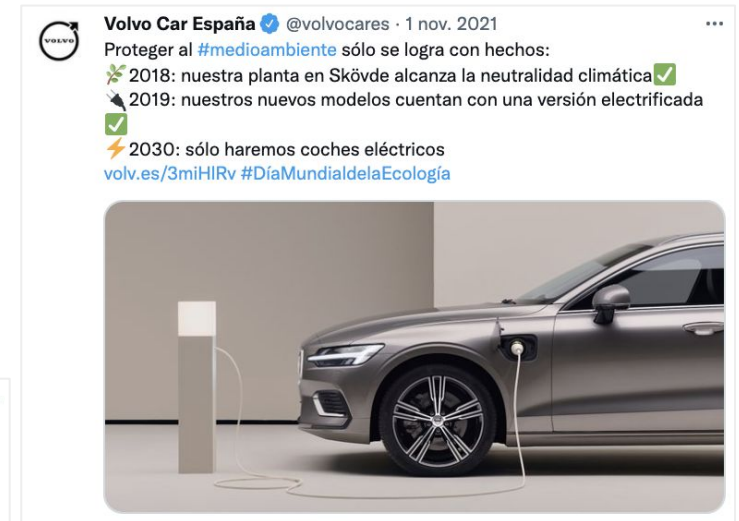 Volvo Car España @volvocares · 1 nov. 2021
VOLVO
Proteger al #medioambiente sólo se logra con hechos:
🌿2018: nuestra planta en Skövde alcanza la neutralidad climática✅
🔌2019: nuestros nuevos modelos cuentan con una versión electrificada
✅
⚡2030: sólo haremos coches eléctricos
volv.es/3miHlRv #DíaMundialdelaEcología